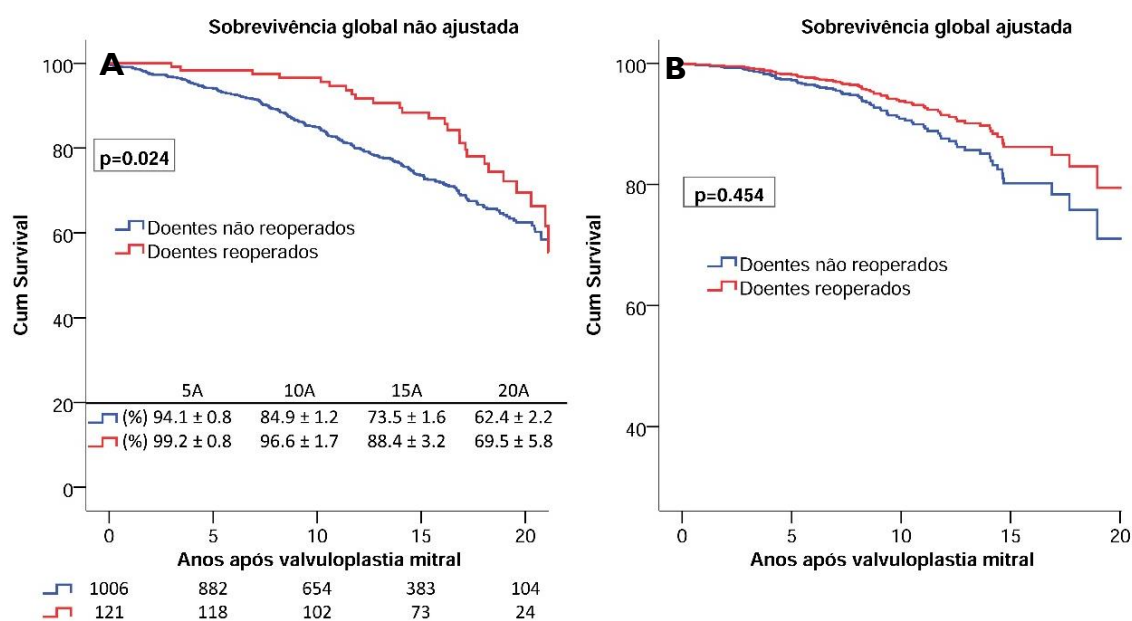 Sobrevivência global não ajustada
A
100
80
60
40
20
0
Cum Survival
p=0.024
Doentes não reoperados
Doentes reoperados
5A 10A 15A 20A
(%) 94.1 ± 0.8 84.9 ± 1.2 73.5 ± 1.6 62.4 ± 2.2
(%) 99.2 ± 0.8 96.6 ± 1.7 88.4 ± 3.2 69.5 ± 5.8
0 5 10 15 20
Anos após valvuloplastia mitral
1006 882 654 383 104
121 118 102 73 24
Sobrevivência global ajustada
B
100
80
60
40
Cum Survival
p=0.454
Doentes não reoperados
Doentes reoperados
0 5 10 15 20
Anos após valvuloplastia mitral